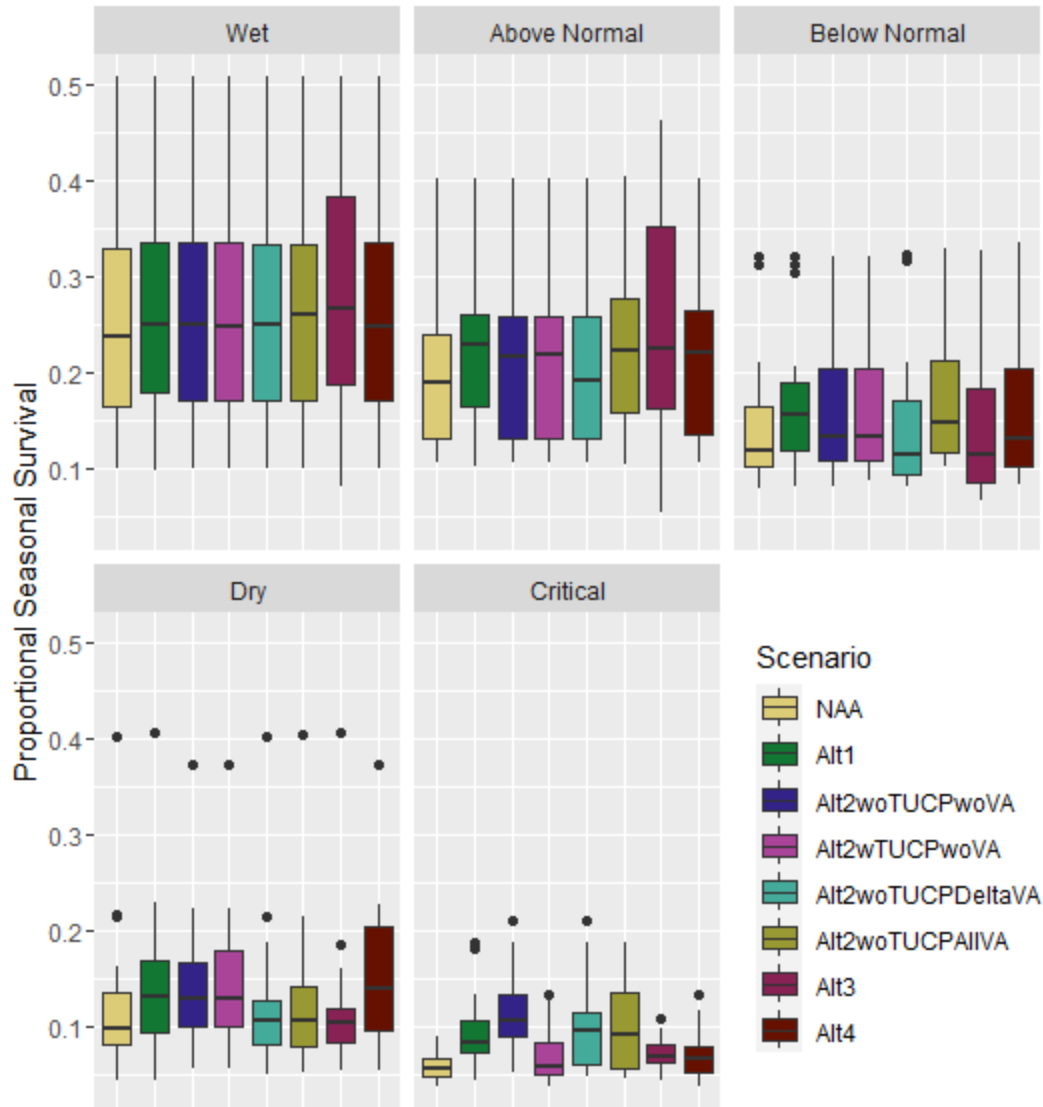 Wet
Above Normal
Below Normal
0.5
0.4
0.3
0.2
0.1
Proportional Seasonal Survival
Dry
Critical
0.5
0.4
0.3
0.2
0.1
Scenario
NAA
Alt1
Alt2woTUCPwoVA
Alt2wTUCPwoVA
Alt2woTUCPDeltaVA
Alt2woTUCPAllVA
Alt3
Alt4